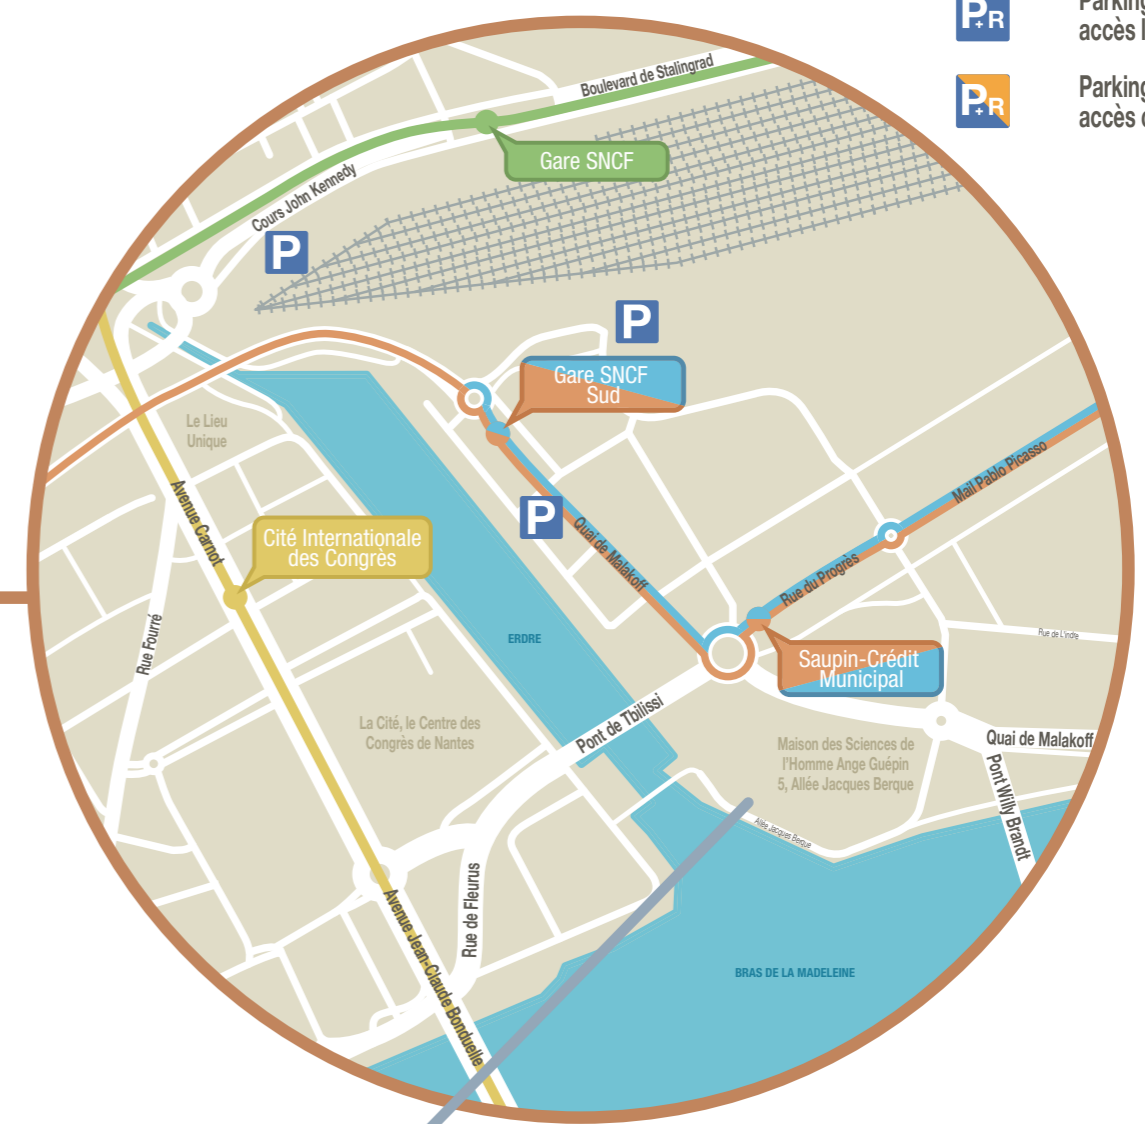 P+R
Parking
accès
P+R
Parking
accès
Boulevard de Stalingrad
Gare SNCF
Cours John Kennedy
P
P
Gare SNCF
Sud
Le Lieu
Unique
Mail Pablo Picasso
Avenue Carnot
P
Cité Internationale
des Congrès
Quai de Malakoff
Rue du Progrès
Rue Fourré
ERDRE
Rue de L'indre
Saupin-Crédit
Municipal
Pont de Tbilissi
La Cité, le Centre des
Congrès de Nantes
Maison des Sciences de
l'Homme Ange Guépin
5, Allée Jacques Berque
Quai de Malakoff
Pont Willy Brandt
Allée Jacques Berque
Rue de Fleurus
Avenue Jean-Claude Bonduelle
BRAS DE LA MADELEINE